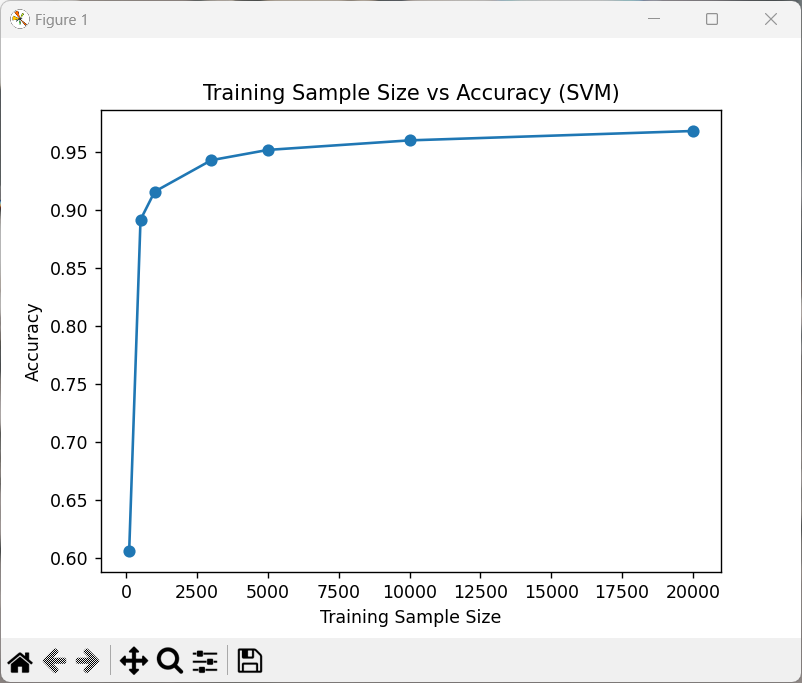 Figure 1
Training Sample Size vs Accuracy (SVM)
0.95
0.90
0.85
0.80
0.75
0.70
0.65
0.60
Accuracy
0 2500 5000 7500 10000 12500 15000 17500 20000
Training Sample Size